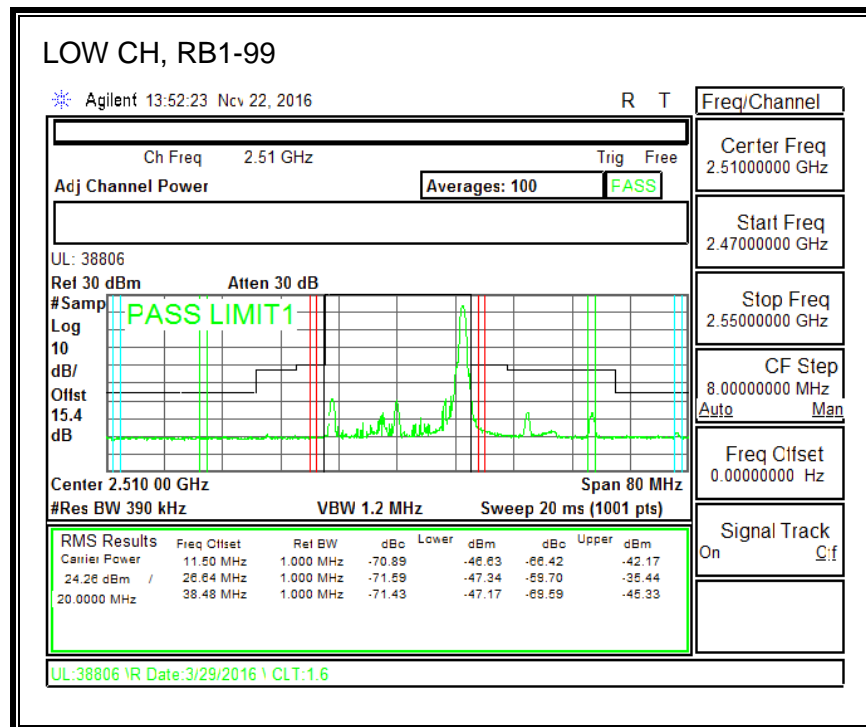 LOW CH, RB1-99
Agilent 13:52:23 Nov 22, 2016 R T
Freq/Channel
Ch Freq 2.51 GHz Trig Free
Adj Channel Power Averages: 100 PASS
Center Freq
2.51000000 GHz
Start Freq
2.47000000 GHz
Stop Freq
2.55000000 GHz
CF Step
8.00000000 MHz
Auto Man
Freq Offset
0.00000000 Hz
Signal Track
On Off
UL: 38806
Ref 30 dBm Atten 30 dB
#Samp
Log
10
dB/
Offst
15.4
dB
PASS LIMIT1
Center 2.510 00 GHz Span 80 MHz
#Res BW 390 kHz VBW 1.2 MHz Sweep 20 ms (1001 pts)
RMS Results Freq Offset Ref BW dBc Lower dBm dBc Upper dBm
Carrier Power 11.50 MHz 1.000 MHz -70.89 -46.63 -66.42 -42.17
24.26 dBm / 26.64 MHz 1.000 MHz -71.59 -47.34 -59.70 -35.44
20.0000 MHz 38.48 MHz 1.000 MHz -71.43 -47.17 -69.59 -45.33
UL:38806 \R Date:3/29/2016 \ CLT:1.6